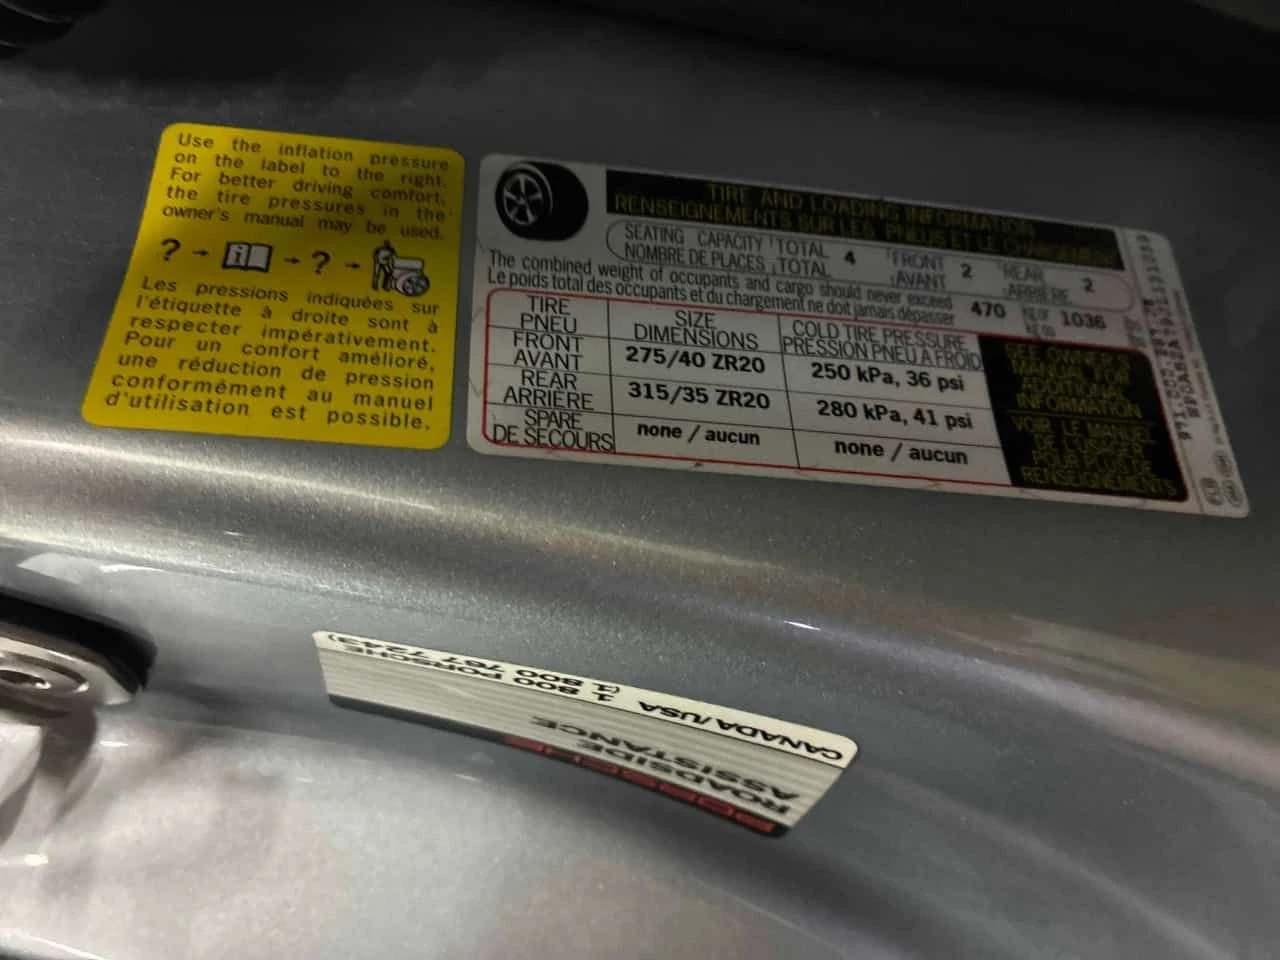 Use the inflation pressure
on the label to the right.
For better driving comfort,
the tire pressures in the
owner's manual may be used.
? - i - ? -
Les pressions indiquées sur
l'étiquette à droite sont à
respecter impérativement.
Pour un confort amélioré,
une réduction de pression
conformément au manuel
d'utilisation est possible.
TIRE AND LOADING INFORMATION
RENSEIGNEMENTS SUR LES PNEUS ET LE CHARGEMENT
SEATING CAPACITY TOTAL 4 FRONT 2 REAR 2
NOMBRE DE PLACES TOTAL AVANT ARRIÈRE
The combined weight of occupants and cargo should never exceed 470 1036
Le poids total des occupants et du chargement ne doit jamais dépasser
TIRE SIZE COLD TIRE PRESSURE
PNEU DIMENSIONS PRESSION PNEU A FROID
FRONT 275/40 ZR20 250 kPa, 36 psi
AVANT
REAR 315/35 ZR20 280 kPa, 41 psi
ARRIÈRE
SPARE none / aucun none / aucun
DE SECOURS
SEE OWNER'S
MANUAL FOR
ADDITIONAL
INFORMATION
VOIR LE MANUEL
DE L'USAGER
POUR PLUS DE
RENSEIGNEMENTS
PORSCHE
ROADSIDE
ASSISTANCE
CANADA/USA 1 800 PORSCHE
(1 800 767 7243)